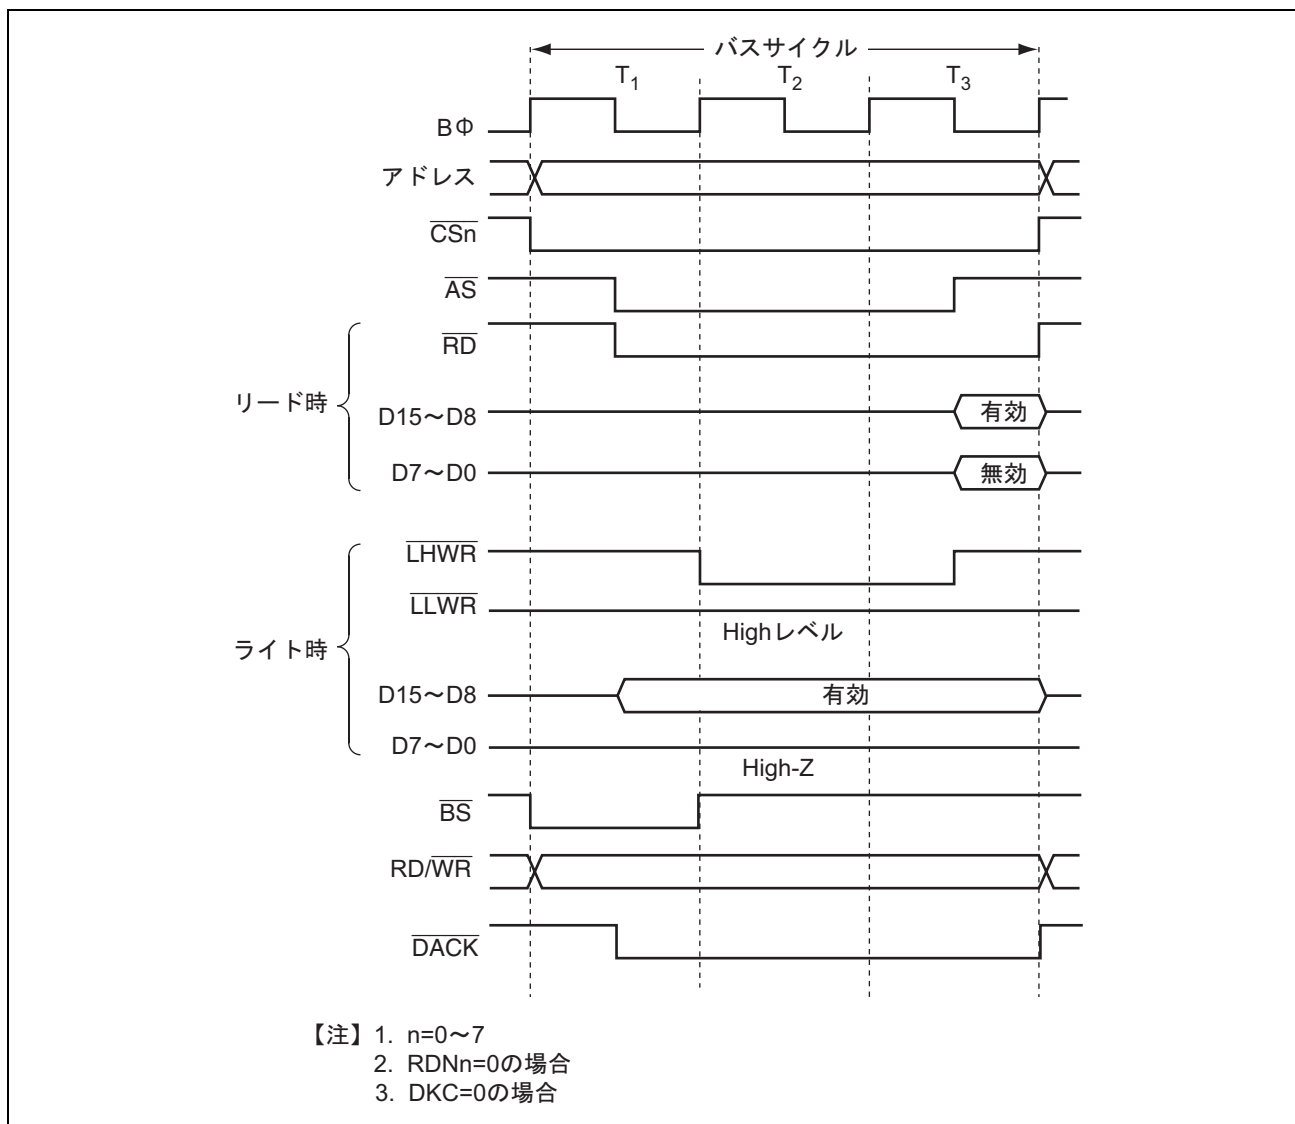 バスサイクル
T1 T2 T3
BΦ
アドレス
CSn
AS
RD
リード時
D15～D8 有効
D7～D0 無効
LHWR
LLWR
Highレベル
ライト時
D15～D8 有効
D7～D0
High-Z
BS
RD/WR
DACK
【注】1. n=0～7
2. RDNn=0の場合
3. DKC=0の場合